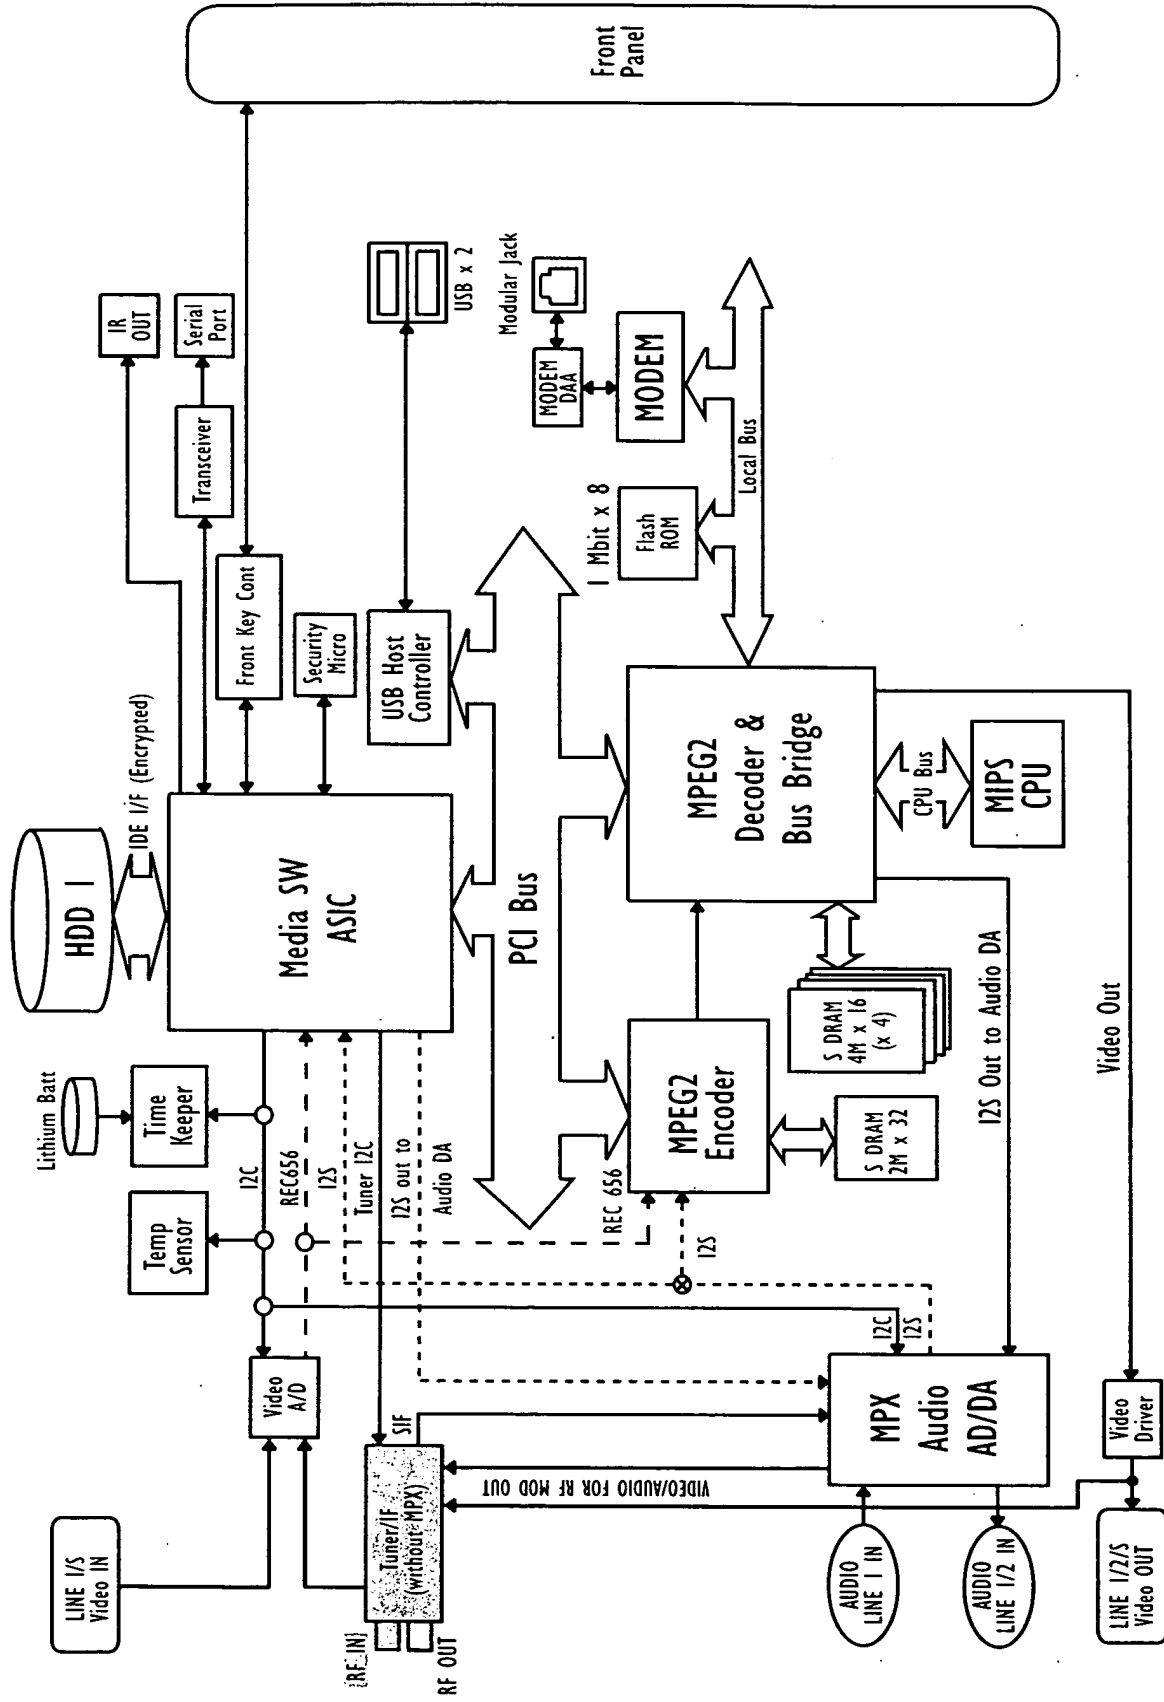 HDD 1
IDE I/F (Encrypted)
IR
OUT
Serial
Port
Transceiver
Front Key Cont
Security
Micro
Front
Panel
Lithium Batt
Time
Keeper
Temp
Sensor
I2C
REC656
I2S
Tuner I2C
I2S out to
Audio DA
Media SW
ASIC
USB Host
Controller
USB x 2
PCI Bus
LINE 1/S
Video IN
Video
A/D
SIF
Tuner/IF
(without MPX)
RF IN
RF OUT
VIDEO/AUDIO FOR RF MOD OUT
REC 656
I2S
MPEG2
Encoder
S DRAM
2M x 32
S DRAM
4M x 16
(x 4)
MPEG2
Decoder &
Bus Bridge
1 Mbit x 8
Flash
ROM
Local Bus
MODEM
MODEM
DAA
Modular Jack
CPU Bus
MIPS
CPU
I2C
I2S
MPX
Audio
AD/DA
I2S Out to Audio DA
Video Out
AUDIO
LINE 1 IN
AUDIO
LINE 1/2 IN
Video
Driver
LINE 1/2/S
Video OUT